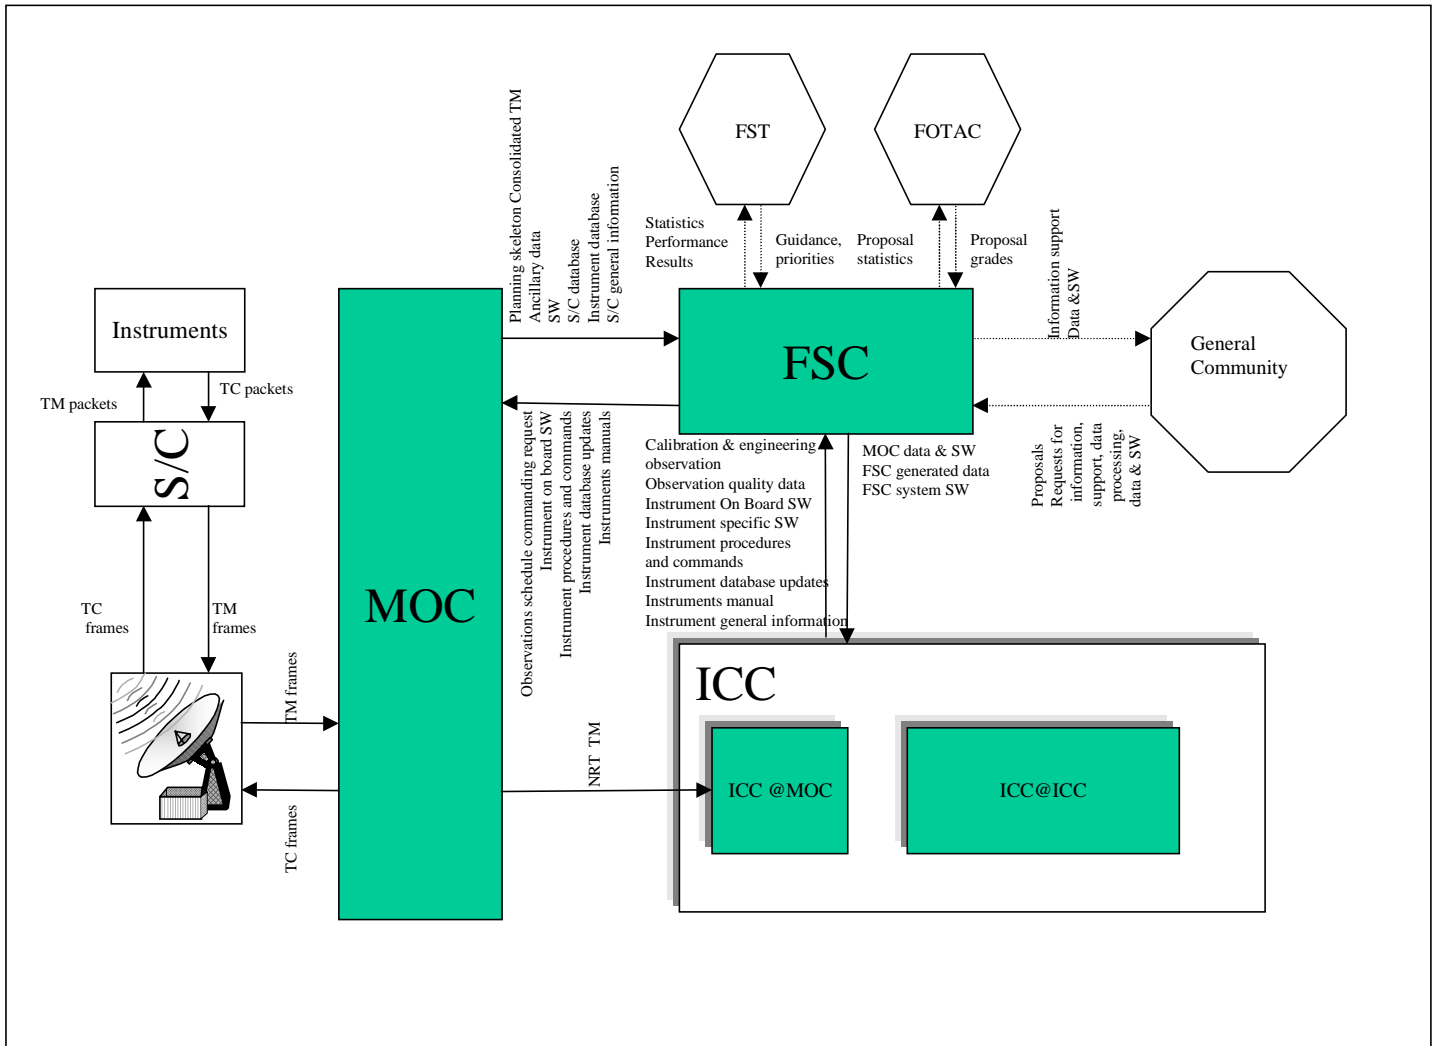 FST
FOTAC
Planning skeleton Consolidated TM
Ancillary data
SW
S/C database
Instrument database
S/C general information
Statistics
Performance
Results
Guidance,
priorities
Proposal
statistics
Proposal
grades
Information support
Data &SW
Instruments
MOC
FSC
General
Community
TM packets
TC packets
S/C
Observations schedule commanding request
Instrument on board SW
Instrument procedures and commands
Instrument database updates
Instruments manuals
Calibration & engineering
observation
Observation quality data
Instrument On Board SW
Instrument specific SW
Instrument procedures
and commands
Instrument database updates
Instruments manual
Instrument general information
MOC data & SW
FSC generated data
FSC system SW
Proposals
Requests for
information,
support, data
processing,
data & SW
TC
frames
TM
frames
TM frames
TC frames
NRT TM
ICC
ICC @MOC
ICC@ICC